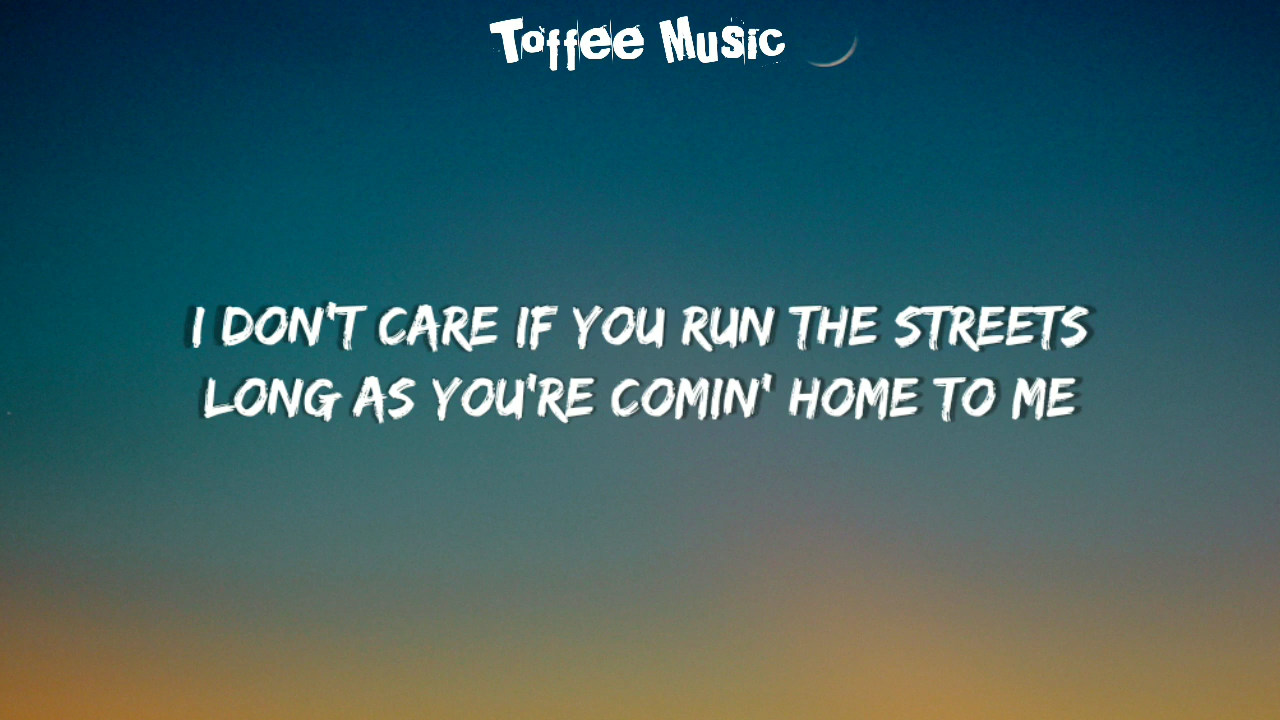 Toffee Music
I DON'T CARE IF YOU RUN THE STREETS
LONG AS YOU'RE COMIN' HOME TO ME